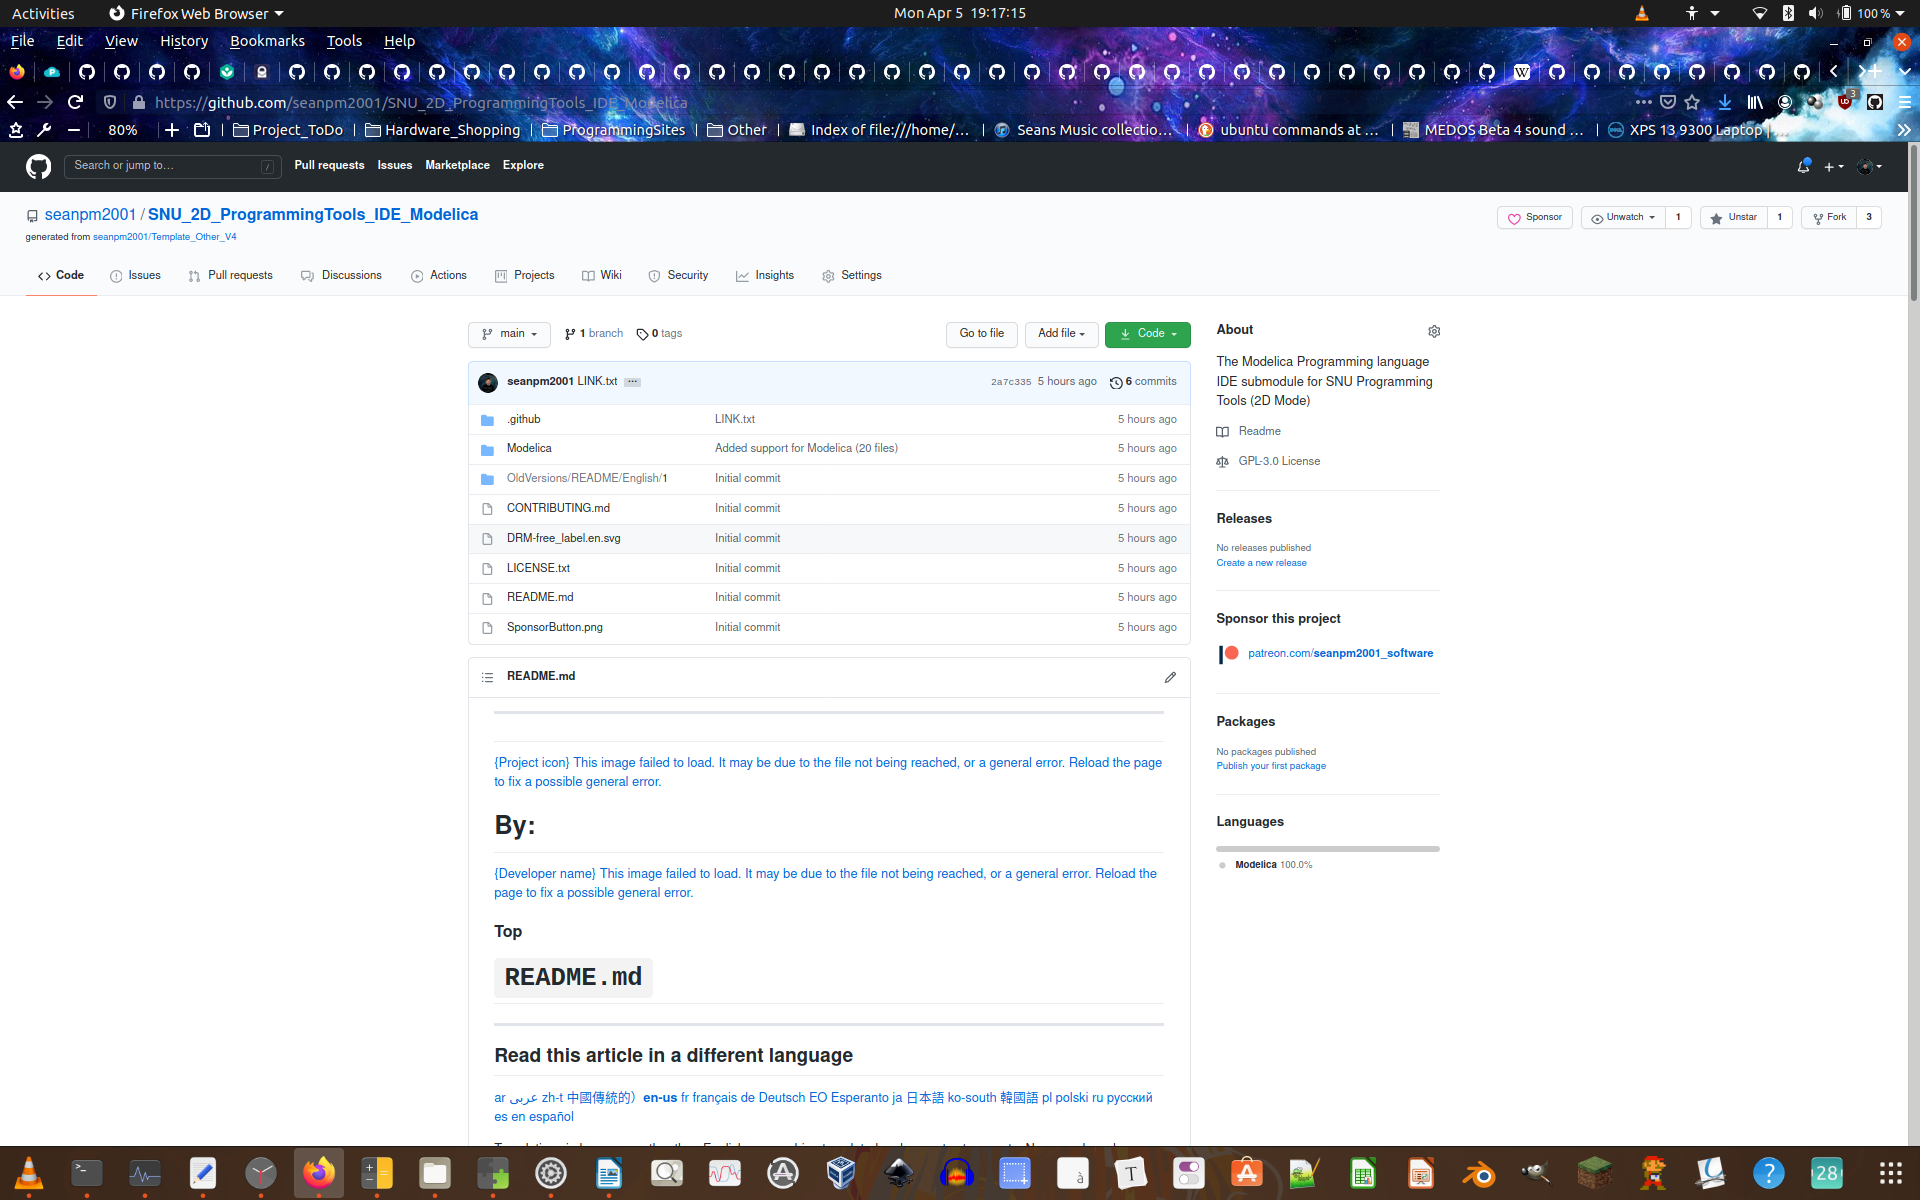 Activities Firefox Web Browser Mon Apr 5 19:17:15 100 %
File Edit View History Bookmarks Tools Help
https://github.com/seanpm2001/SNU_2D_ProgrammingTools_IDE_Modelica 3
80% Project_ToDo Hardware_Shopping ProgrammingSites Other Index of file:///home/… Seans Music collectio… ubuntu commands at … MEDOS Beta 4 sound … XPS 13 9300 Laptop |…
Search or jump to… / Pull requests Issues Marketplace Explore
seanpm2001 / SNU_2D_ProgrammingTools_IDE_Modelica Sponsor Unwatch 1 Unstar 1 Fork 3
generated from seanpm2001/Template_Other_V4
Code Issues Pull requests Discussions Actions Projects Wiki Security Insights Settings
main 1 branch 0 tags Go to file Add file Code
seanpm2001 LINK.txt ... 2a7c335 5 hours ago 6 commits
.github LINK.txt 5 hours ago
Modelica Added support for Modelica (20 files) 5 hours ago
OldVersions/README/English/1 Initial commit 5 hours ago
CONTRIBUTING.md Initial commit 5 hours ago
DRM-free_label.en.svg Initial commit 5 hours ago
LICENSE.txt Initial commit 5 hours ago
README.md Initial commit 5 hours ago
SponsorButton.png Initial commit 5 hours ago
README.md
{Project icon} This image failed to load. It may be due to the file not being reached, or a general error. Reload the page
to fix a possible general error.
By:
{Developer name} This image failed to load. It may be due to the file not being reached, or a general error. Reload the
page to fix a possible general error.
Top
README.md
Read this article in a different language
ar عربى zh-t 中國傳統的） en-us fr français de Deutsch EO Esperanto ja 日本語 ko-south 韓國語 pl polski ru русский
es en español
About
The Modelica Programming language
IDE submodule for SNU Programming
Tools (2D Mode)
Readme
GPL-3.0 License
Releases
No releases published
Create a new release
Sponsor this project
patreon.com/seanpm2001_software
Packages
No packages published
Publish your first package
Languages
Modelica 100.0%
28